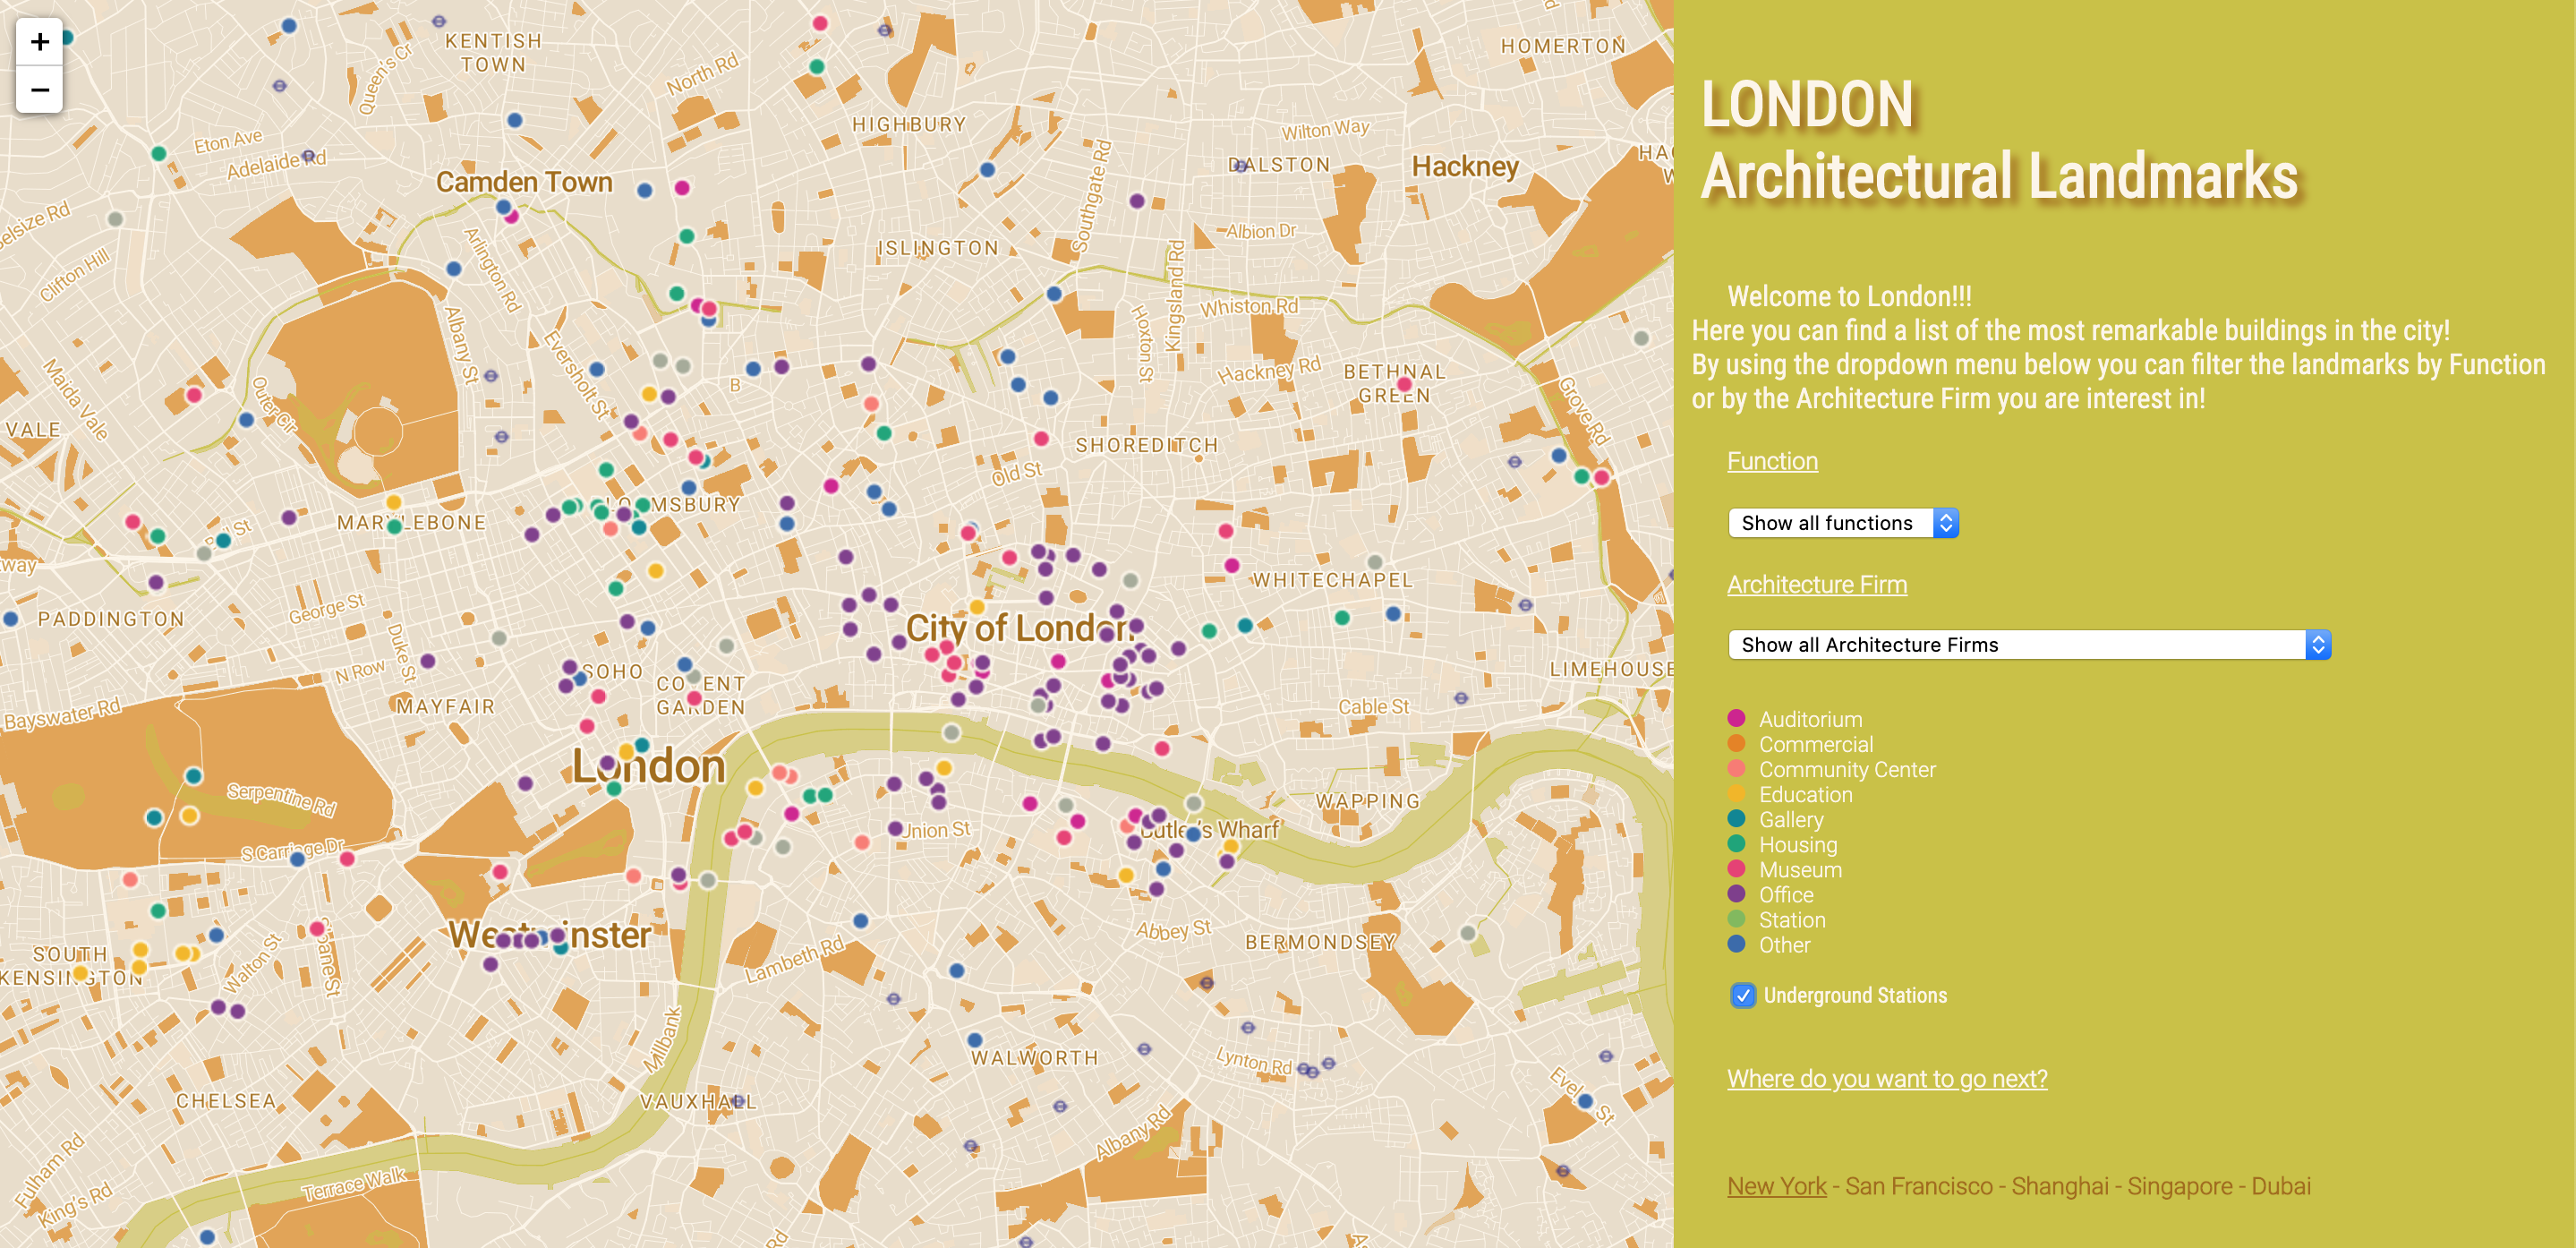 +
−
KENTISH
TOWN
Queen's Cr
North Rd
HOMERTON
HIGHBURY
Eton Ave
Adelaide Rd
Wilton Way
DALSTON
Hackney
Camden Town
Southgate Rd
Albion Dr
ISLINGTON
Arlington Rd
Clifton Hill
Kingsland Rd
Whiston Rd
Hoxton St
Albany St
Eversholt St
Maida Vale
Outer Cir
B
Hackney Rd
BETHNAL
GREEN
Grove Rd
VALE
SHOREDITCH
Old St
MARYLEBONE
WHITECHAPEL
PADDINGTON
George St
Duke St
City of London
N Row
SOHO
COVENT
GARDEN
LIMEHOUSE
Bayswater Rd
MAYFAIR
Cable St
London
Serpentine Rd
WAPPING
Union St
Butler's Wharf
S Carriage Dr
Westminster
Abbey St
BERMONDSEY
SOUTH
KENSINGTON
Walton St
Lambeth Rd
Millbank
WALWORTH
Lynton Rd
CHELSEA
VAUXHALL
Albany Rd
Fulham Rd
King's Rd
Terrace Walk
LONDON
Architectural Landmarks
Welcome to London!!!
Here you can find a list of the most remarkable buildings in the city!
By using the dropdown menu below you can filter the landmarks by Function
or by the Architecture Firm you are interest in!
Function
Show all functions
Architecture Firm
Show all Architecture Firms
Auditorium
Commercial
Community Center
Education
Gallery
Housing
Museum
Office
Station
Other
Underground Stations
Where do you want to go next?
New York - San Francisco - Shanghai - Singapore - Dubai